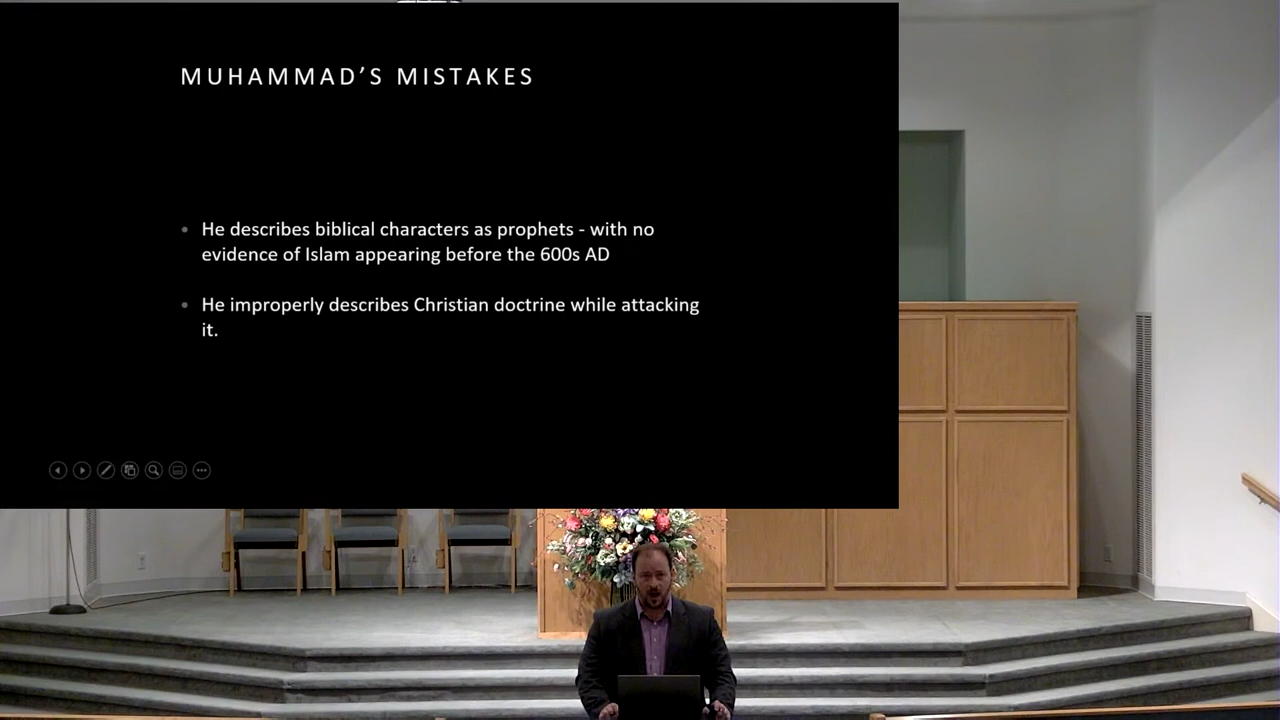 MUHAMMAD’S MISTAKES
He describes biblical characters as prophets - with no
evidence of Islam appearing before the 600s AD
He improperly describes Christian doctrine while attacking
it.